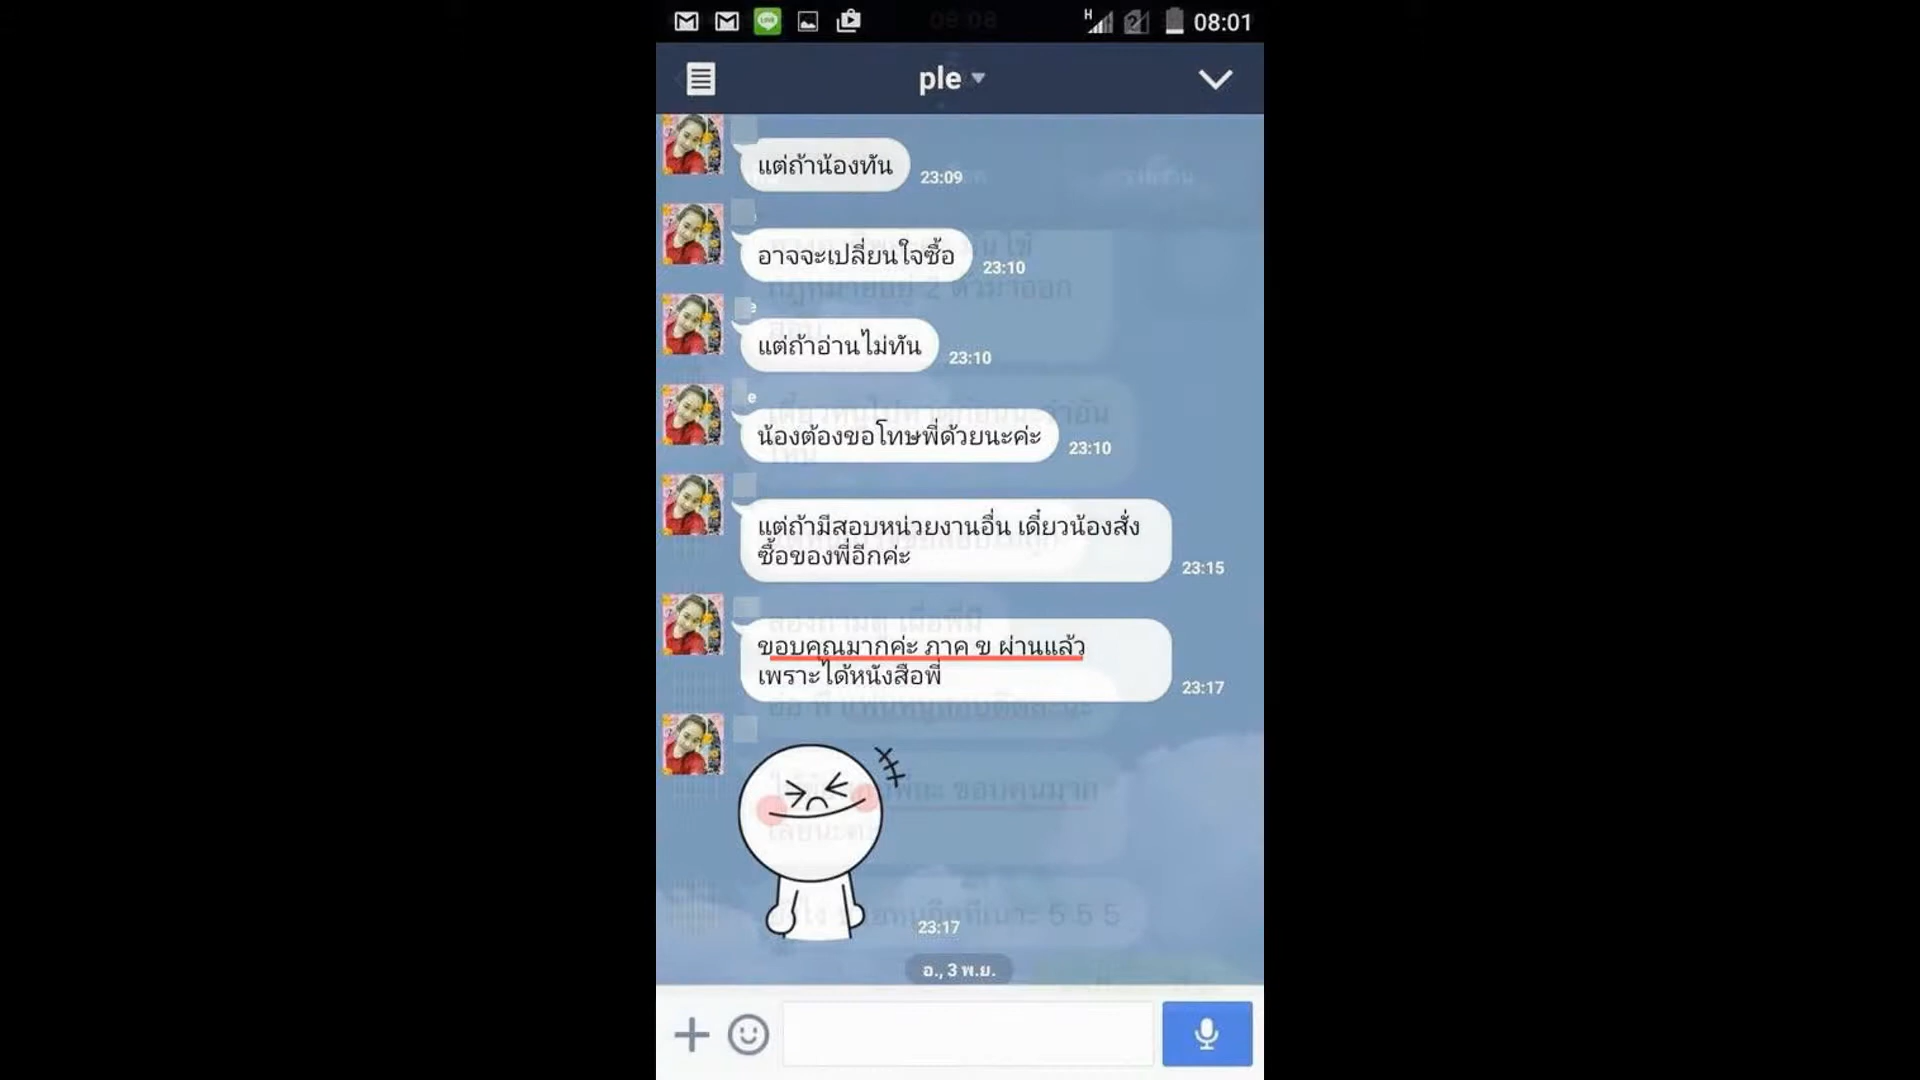 08:01
ple
แต่ถ้าน้องทัน
23:09
อาจจะเปลี่ยนใจซื้อ
23:10
แต่ถ้าอ่านไม่ทัน
23:10
น้องต้องขอโทษพี่ด้วยนะค่ะ
23:10
แต่ถ้ามีสอบหน่วยงานอื่น เดี๋ยวน้องสั่ง
ซื้อของพี่อีกค่ะ
23:15
ขอบคุณมากค่ะ ภาค ข ผ่านแล้ว
เพราะได้หนังสือพี่
23:17
23:17
อ., 3 พ.ย.